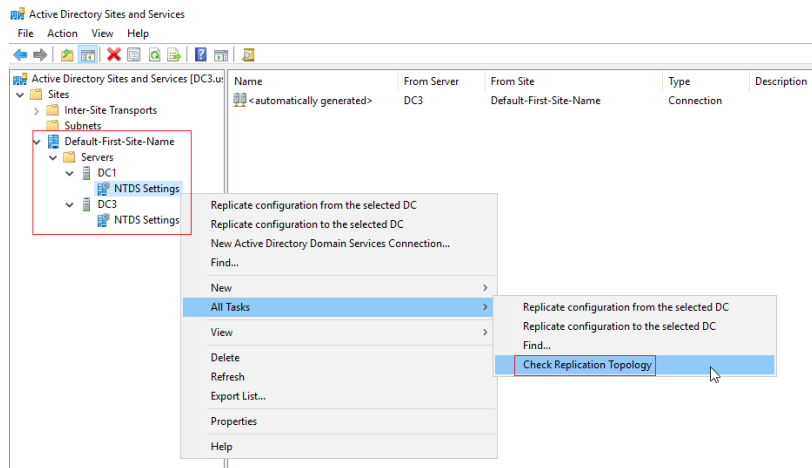 Active Directory Sites and Services
File Action View Help
Active Directory Sites and Services [DC3.u
Name From Server From Site Type Description
Sites
<automatically generated> DC3 Default-First-Site-Name Connection
Inter-Site Transports
Subnets
Default-First-Site-Name
Servers
DC1
NTDS Settings
DC3
NTDS Settings
Replicate configuration from the selected DC
Replicate configuration to the selected DC
New Active Directory Domain Services Connection...
Find...
New
All Tasks
View
Delete
Refresh
Export List...
Properties
Help
Replicate configuration from the selected DC
Replicate configuration to the selected DC
Find...
Check Replication Topology